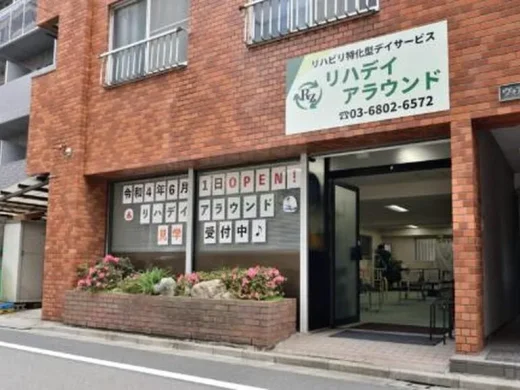 リハビリ特化型デイサービス
RZ
リハデイ
アラウンド
☎03-6802-6572
令和4年6月1日OPEN!
リハデイアラウンド
見学受付中♪